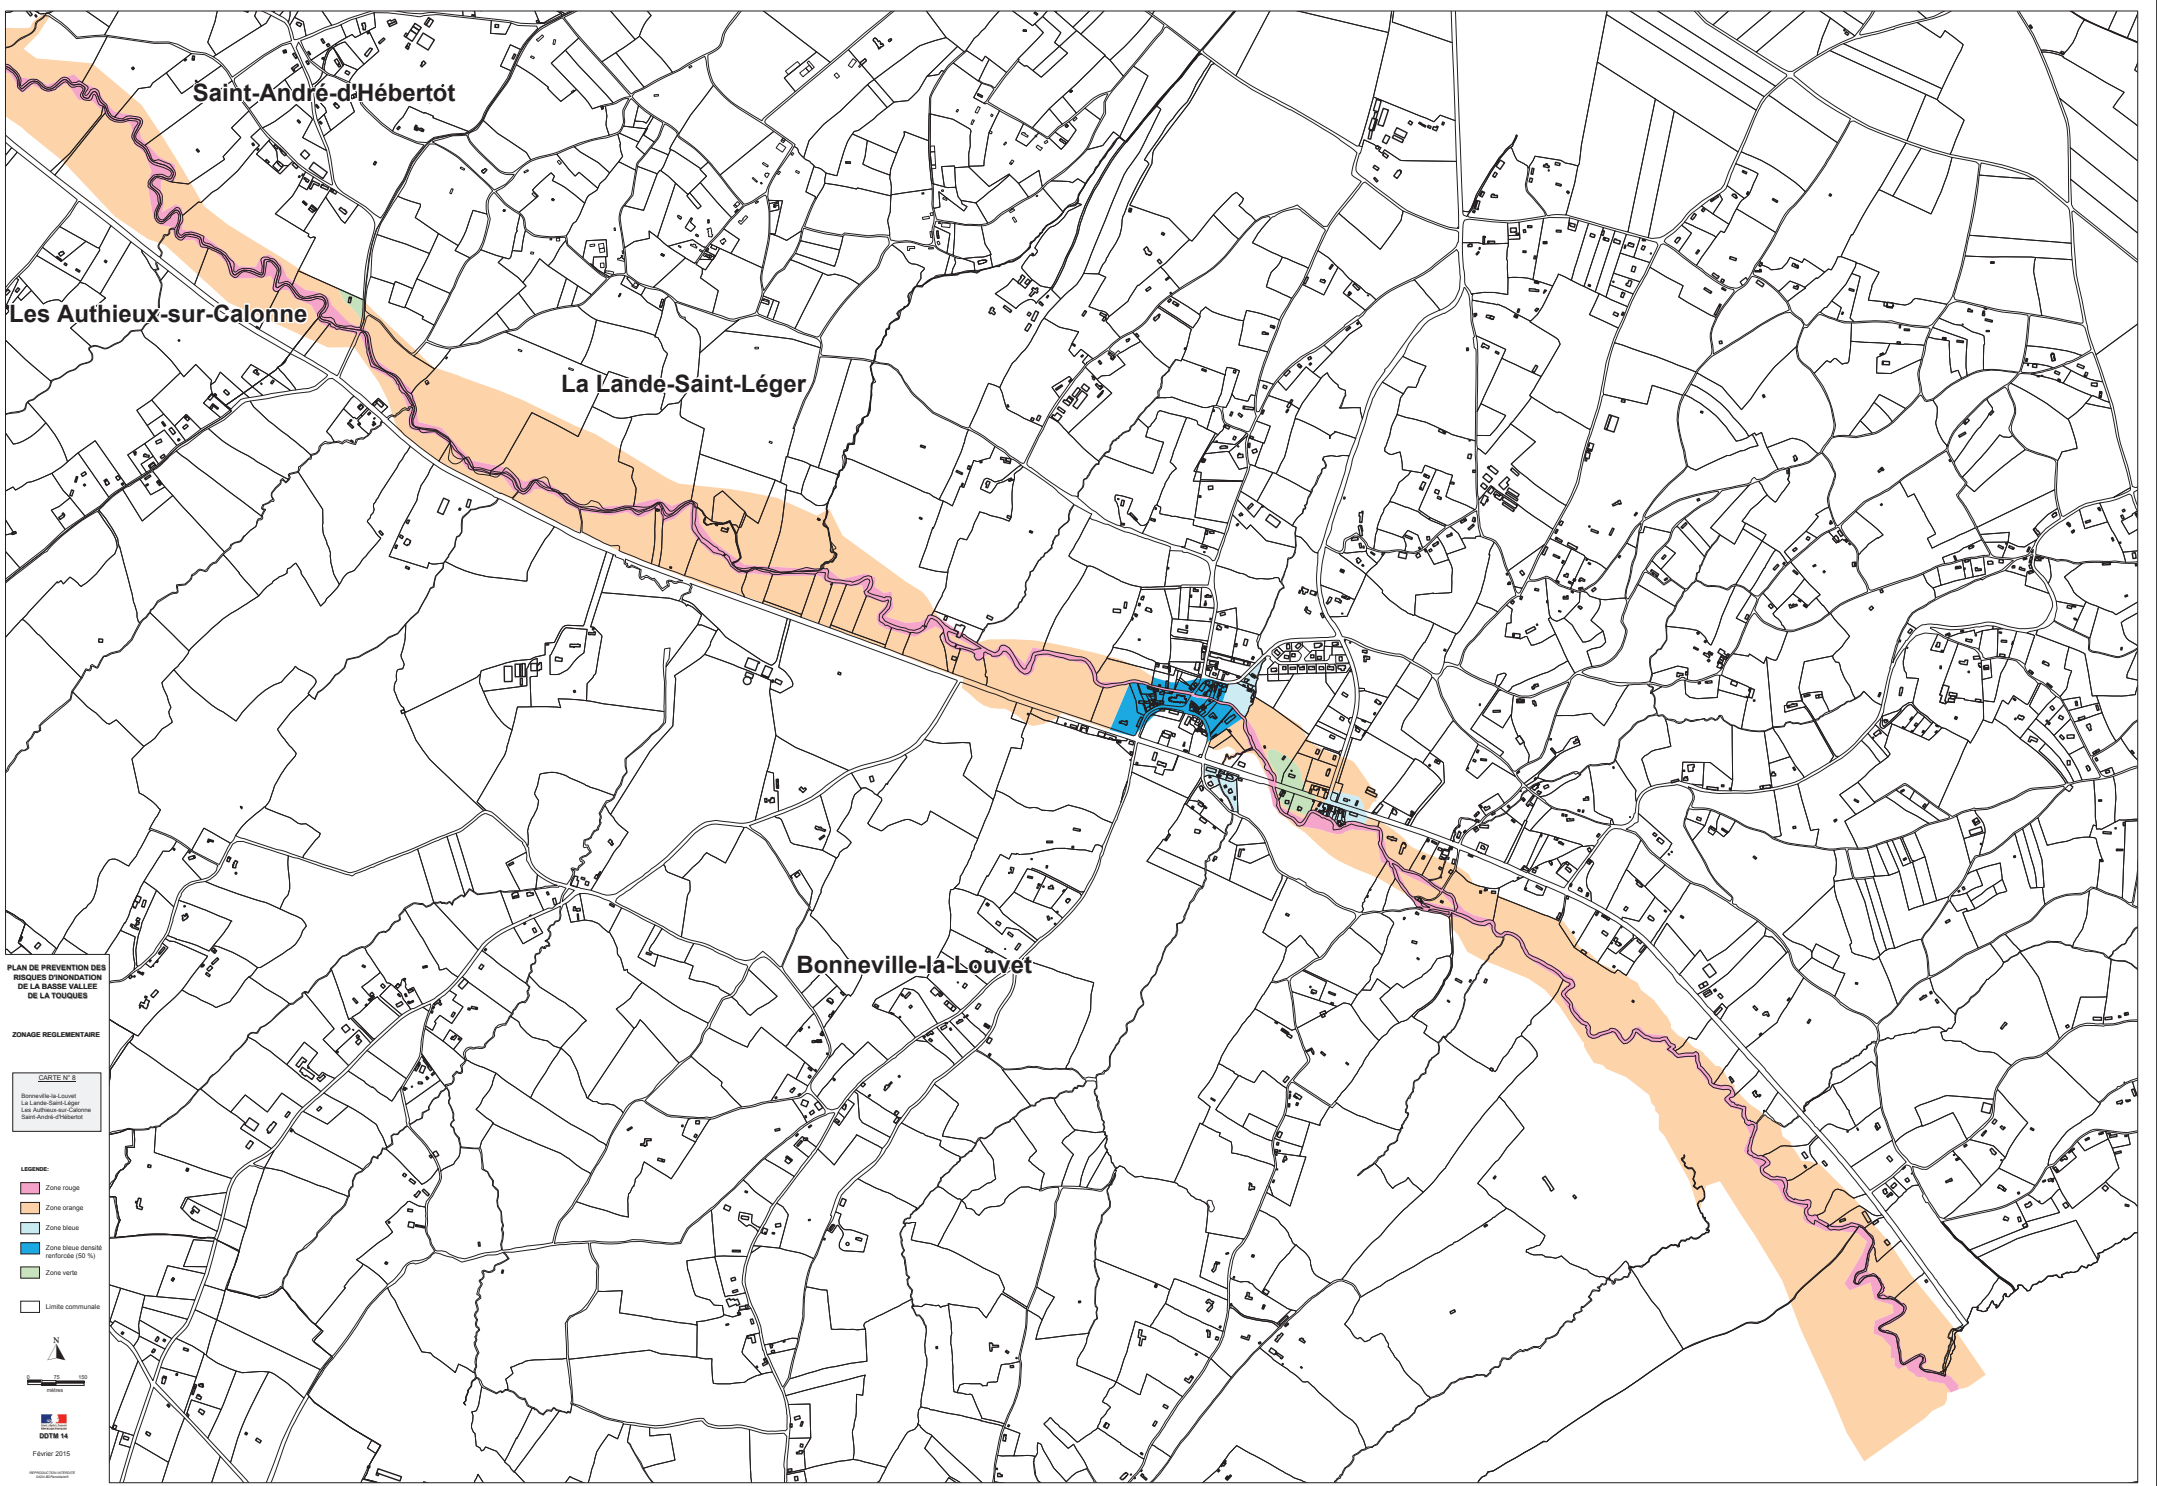 Saint-André-d'Hébertot
Les Authieux-sur-Calonne
La Lande-Saint-Léger
Bonneville-la-Louvet
PLAN DE PREVENTION DES
RISQUES D'INONDATION
DE LA BASSE VALLEE
DE LA TOUQUES
ZONAGE REGLEMENTAIRE
CARTE N° 8
Bonneville-la-Louvet
La Lande-Saint-Léger
Les Authieux-sur-Calonne
Saint-André-d'Hébertot
LEGENDE:
Zone rouge
Zone orange
Zone bleue
Zone bleue densité
renforcée (50 %)
Zone verte
Limite communale
N
0 75 150
mètres
DDTM 14
Février 2015
REPRODUCTION INTERDITE